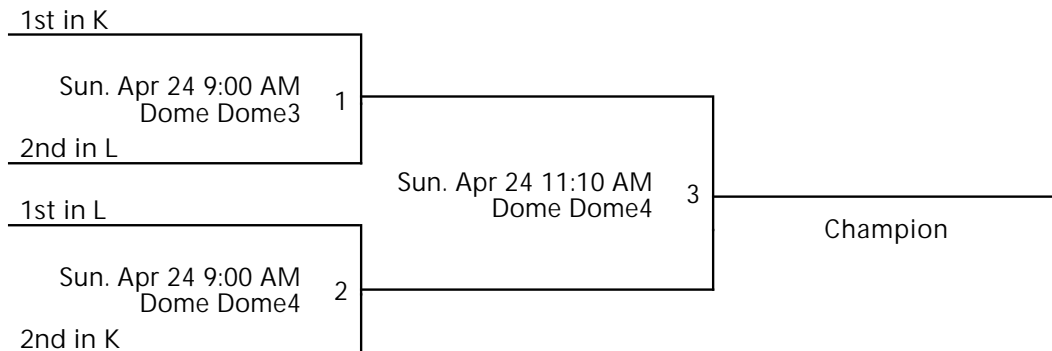 1st in K
Sun. Apr 24 9:00 AM
Dome Dome3
1
2nd in L
Sun. Apr 24 11:10 AM
Dome Dome4
3
1st in L
Champion
Sun. Apr 24 9:00 AM
Dome Dome4
2
2nd in K